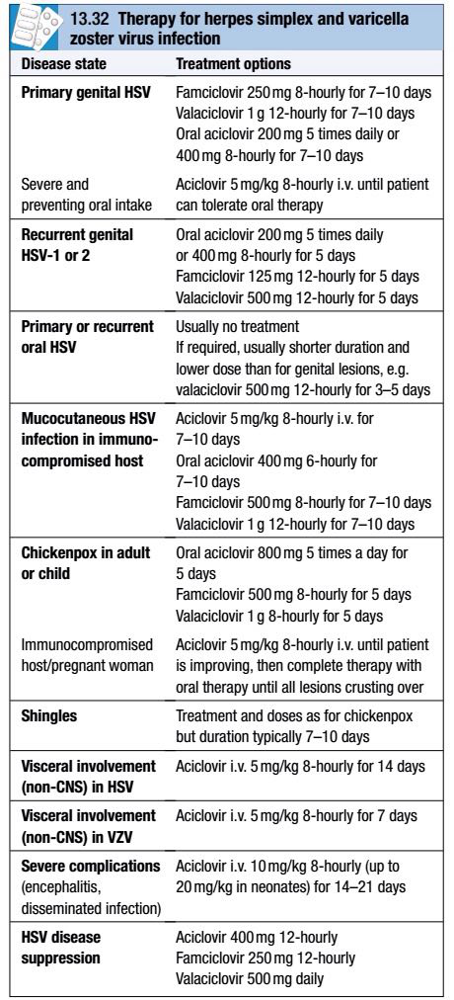 13.32 Therapy for herpes simplex and varicella
zoster virus infection
Disease state Treatment options
Primary genital HSV Famciclovir 250 mg 8-hourly for 7–10 days
Valaciclovir 1 g 12-hourly for 7–10 days
Oral aciclovir 200 mg 5 times daily or
400 mg 8-hourly for 7–10 days
Severe and Aciclovir 5 mg/kg 8-hourly i.v. until patient
preventing oral intake can tolerate oral therapy
Recurrent genital Oral aciclovir 200 mg 5 times daily
HSV-1 or 2 or 400 mg 8-hourly for 5 days
Famciclovir 125 mg 12-hourly for 5 days
Valaciclovir 500 mg 12-hourly for 5 days
Primary or recurrent Usually no treatment
oral HSV If required, usually shorter duration and
lower dose than for genital lesions, e.g.
valaciclovir 500 mg 12-hourly for 3–5 days
Mucocutaneous HSV Aciclovir 5 mg/kg 8-hourly i.v. for
infection in immuno- 7–10 days
compromised host Oral aciclovir 400 mg 6-hourly for
7–10 days
Famciclovir 500 mg 8-hourly for 7–10 days
Valaciclovir 1 g 12-hourly for 7–10 days
Chickenpox in adult Oral aciclovir 800 mg 5 times a day for
or child 5 days
Famciclovir 500 mg 8-hourly for 5 days
Valaciclovir 1 g 8-hourly for 5 days
Immunocompromised Aciclovir 5 mg/kg 8-hourly i.v. until patient
host/pregnant woman is improving, then complete therapy with
oral therapy until all lesions crusting over
Shingles Treatment and doses as for chickenpox
but duration typically 7–10 days
Visceral involvement Aciclovir i.v. 5 mg/kg 8-hourly for 14 days
(non-CNS) in HSV
Visceral involvement Aciclovir i.v. 5 mg/kg 8-hourly for 7 days
(non-CNS) in VZV
Severe complications Aciclovir i.v. 10 mg/kg 8-hourly (up to
(encephalitis, 20 mg/kg in neonates) for 14–21 days
disseminated infection)
HSV disease Aciclovir 400 mg 12-hourly
suppression Famciclovir 250 mg 12-hourly
Valaciclovir 500 mg daily